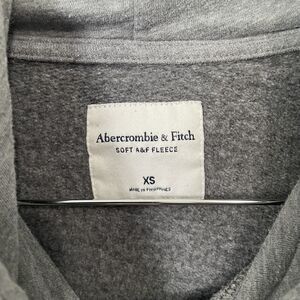 Abercrombie & Fitch
SOFT A&F FLEECE
XS
MADE IN PHILIPPINES